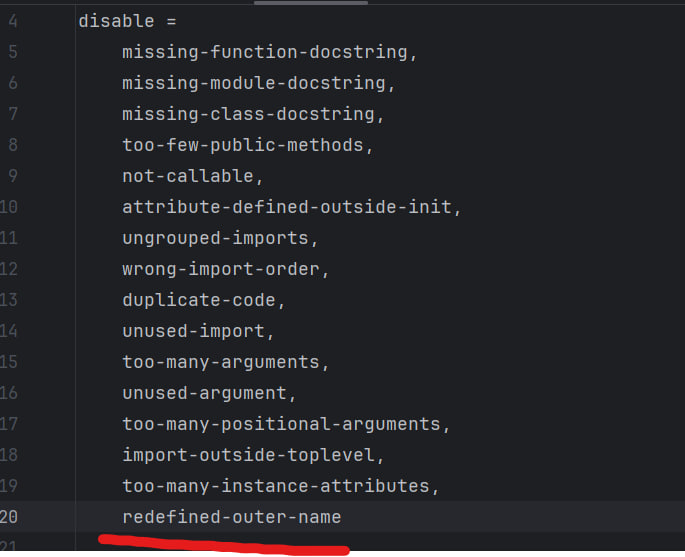 4 disable =
5 missing-function-docstring,
6 missing-module-docstring,
7 missing-class-docstring,
8 too-few-public-methods,
9 not-callable,
10 attribute-defined-outside-init,
11 ungrouped-imports,
12 wrong-import-order,
13 duplicate-code,
14 unused-import,
15 too-many-arguments,
16 unused-argument,
17 too-many-positional-arguments,
18 import-outside-toplevel,
19 too-many-instance-attributes,
20 redefined-outer-name
21